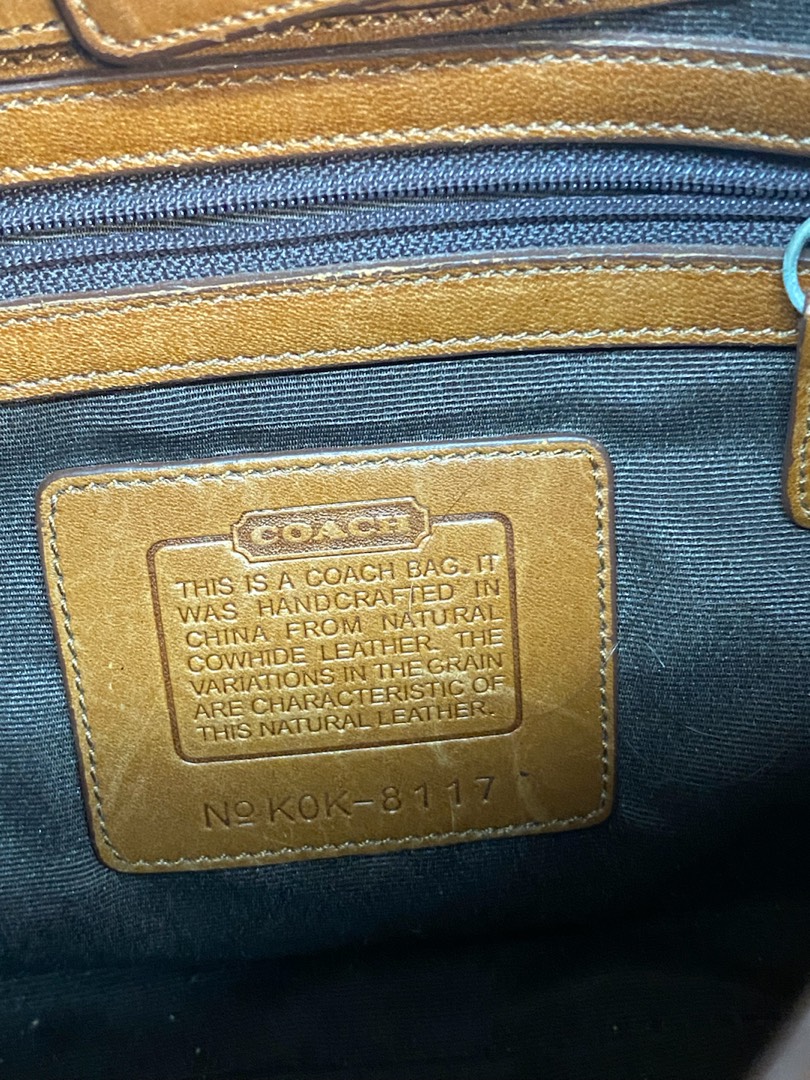 COACH
THIS IS A COACH BAG. IT
WAS HANDCRAFTED IN
CHINA FROM NATURAL
COWHIDE LEATHER. THE
VARIATIONS IN THE GRAIN
ARE CHARACTERISTIC OF
THIS NATURAL LEATHER.
Nº K0K-8117